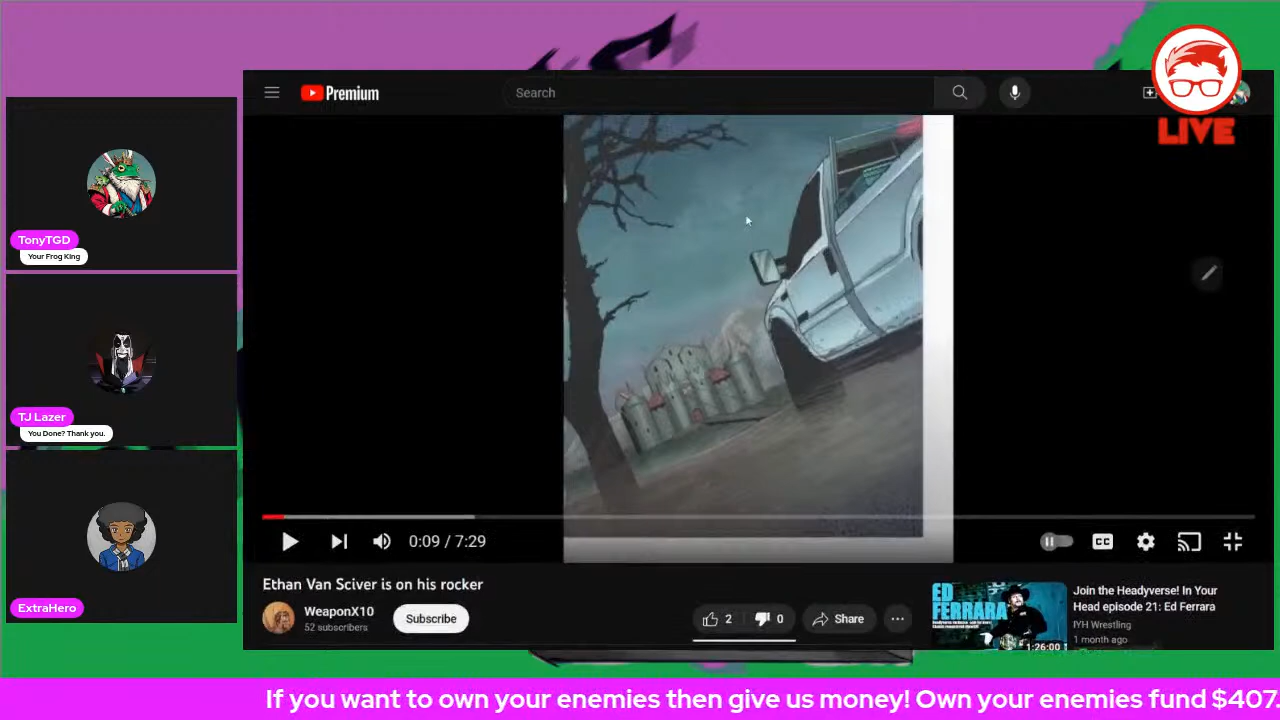 Premium
Search
LIVE
TonyTGD
Your Frog King
TJ Lazer
You Done? Thank you.
ExtraHero
0:09 / 7:29
CC
Ethan Van Sciver is on his rocker
WeaponX10
52 subscribers
Subscribe
2
0
Share
ED
FERRARA
1:26:00
Join the Headyverse! In Your
Head episode 21: Ed Ferrara
IYH Wrestling
1 month ago
If you want to own your enemies then give us money! Own your enemies fund $407.